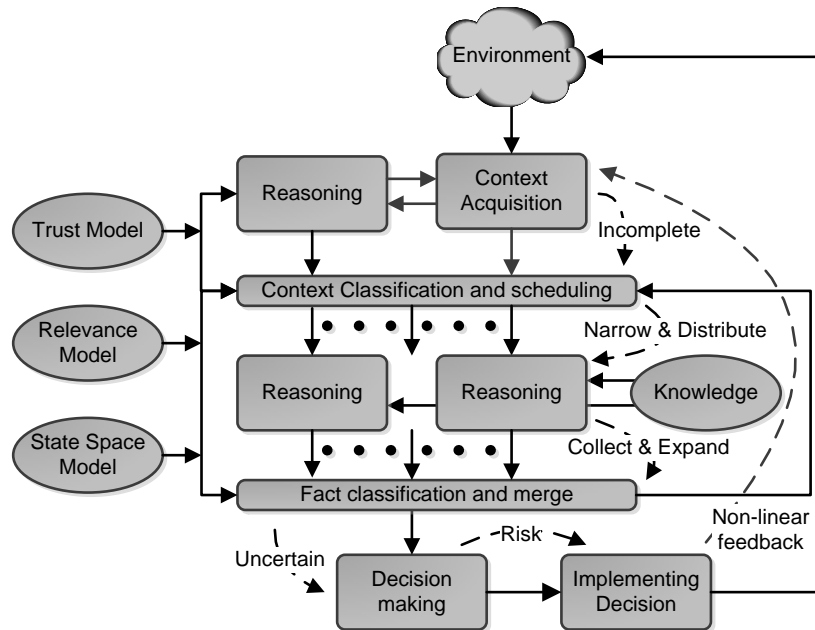 Environment
Reasoning
Context
Acquisition
Trust Model
Incomplete
Context Classification and scheduling
Relevance
Model
Narrow & Distribute
Reasoning
Reasoning
Knowledge
State Space
Model
Collect & Expand
Fact classification and merge
Non-linear
feedback
Uncertain
Risk
Decision
making
Implementing
Decision